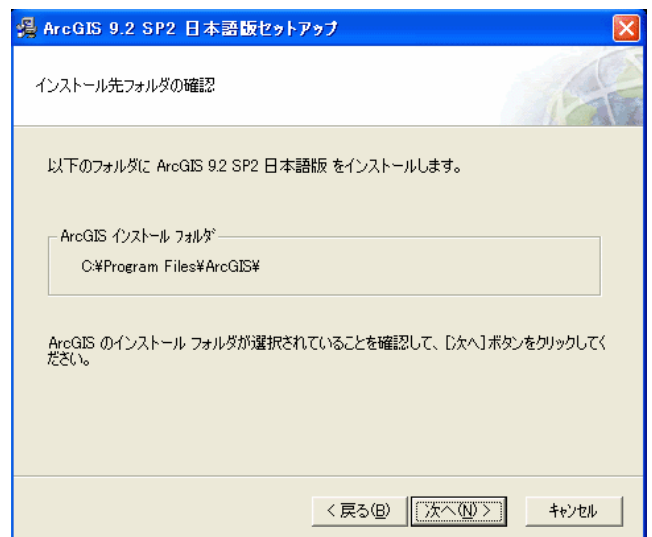 ArcGIS 9.2 SP2 日本語版セットアップ
インストール先フォルダの確認
以下のフォルダに ArcGIS 9.2 SP2 日本語版 をインストールします。
ArcGIS インストール フォルダ
C:¥Program Files¥ArcGIS¥
ArcGIS のインストール フォルダが選択されていることを確認して、[次へ]ボタンをクリックしてく
ださい。
< 戻る(B) 次へ(N) > キャンセル